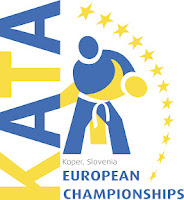 KATA
Koper, Slovenia
EUROPEAN
CHAMPIONSHIPS